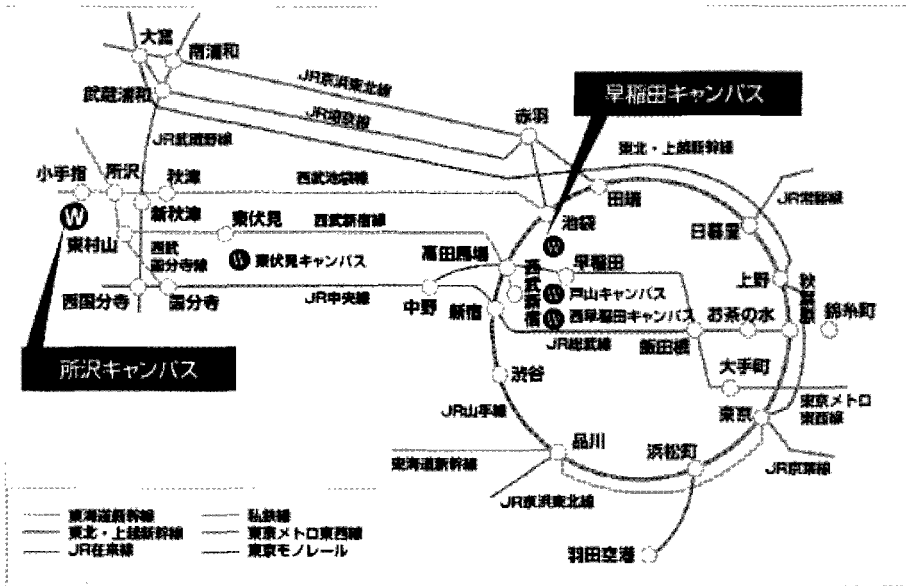 大宮
南浦和
JR京浜東北線
武蔵浦和
JR埼京線
早稲田キャンパス
赤羽
JR武蔵野線
東北・上越新幹線
小手指
所沢
秋津
西武池袋線
田端
JR常磐線
新秋津
東伏見
西武新宿線
池袋
日暮里
W
東村山
西武
国分寺線
W 東伏見キャンパス
高田馬場
W
早稲田
上野
秋葉原
西国分寺
国分寺
JR中央線
中野
新宿
西武新宿
W 戸山キャンパス
W 西早稲田キャンパス
お茶の水
錦糸町
JR総武線
飯田橋
所沢キャンパス
渋谷
大手町
JR山手線
東京
東京メトロ
東西線
品川
浜松町
東海道新幹線
JR京葉線
JR京浜東北線
羽田空港
東海道新幹線
私鉄線
東北・上越新幹線
東京メトロ東西線
JR在来線
東京モノレール